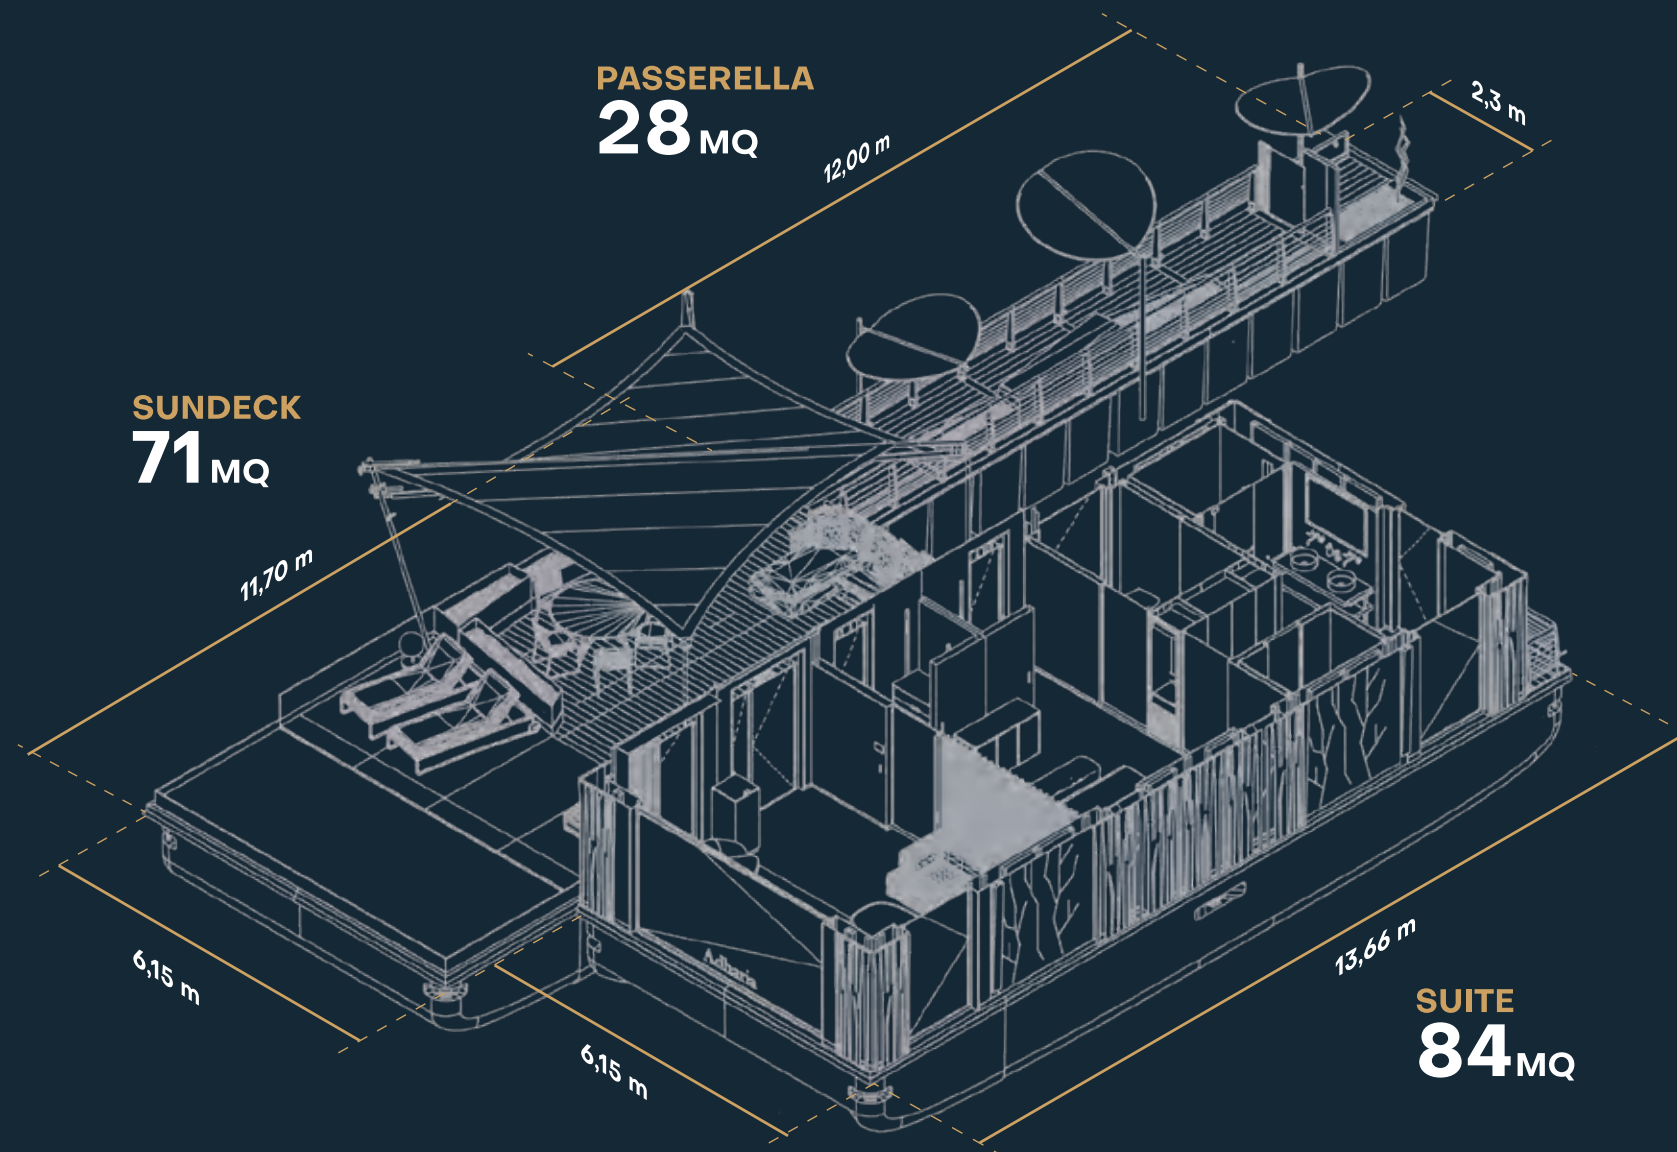 PASSERELLA
28 MQ
12,00 m
2,3 m
SUNDECK
71 MQ
11,70 m
6,15 m
6,15 m
Adharia
13,66 m
SUITE
84 MQ